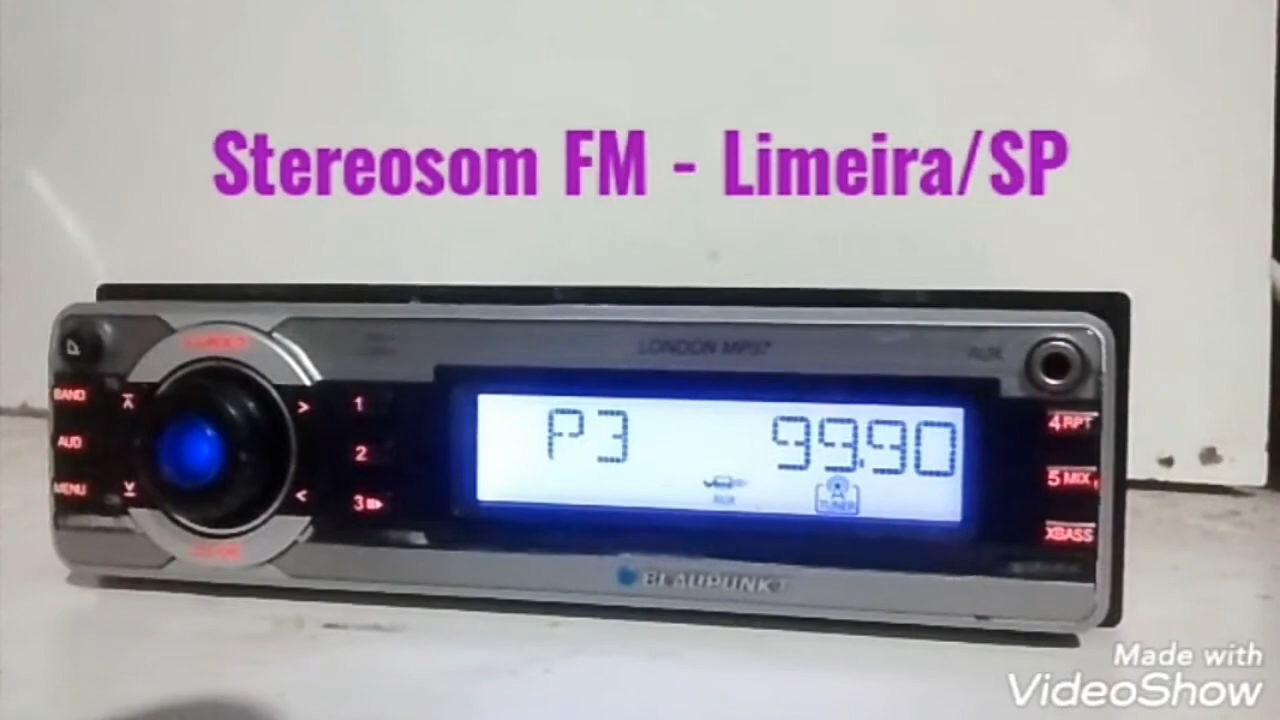 Stereosom FM - Limeira/SP
LONDON MP37
AUX
BAND
AUD
MENU
1
2
3
P3 99.90
AUX
TUNER
4 RPT
5 MIX
XBASS
BLAUPUNKT
Made with
VideoShow